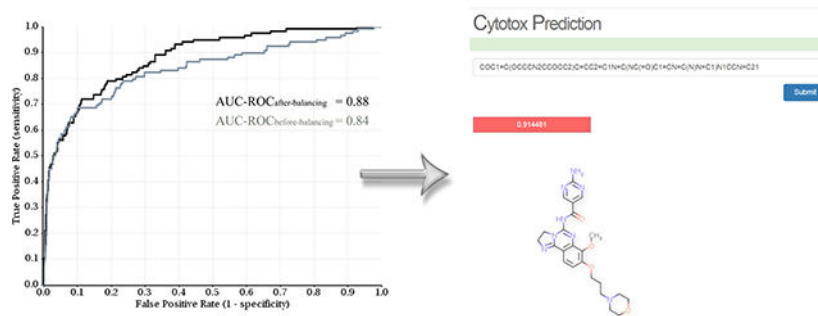 1.0
0.9
0.8
0.7
0.6
0.5
0.4
0.3
0.2
0.1
0.0
True Positive Rate (sensitivity)
AUC-ROCafter-balancing = 0.88
AUC-ROCbefore-balancing = 0.84
0.0 0.1 0.2 0.3 0.4 0.5 0.6 0.7 0.8 0.9 1.0
False Positive Rate (1 - specificity)
Cytotox Prediction
COC1=C(OCCCN2CCOCC2)C=CC2=C1N=C(NC(=O)C1=CN=C(N)N=C1)N1CCN=C21
Submit
0.914481
NH2
N N
HN O
N N CH3
N O
O
N
O